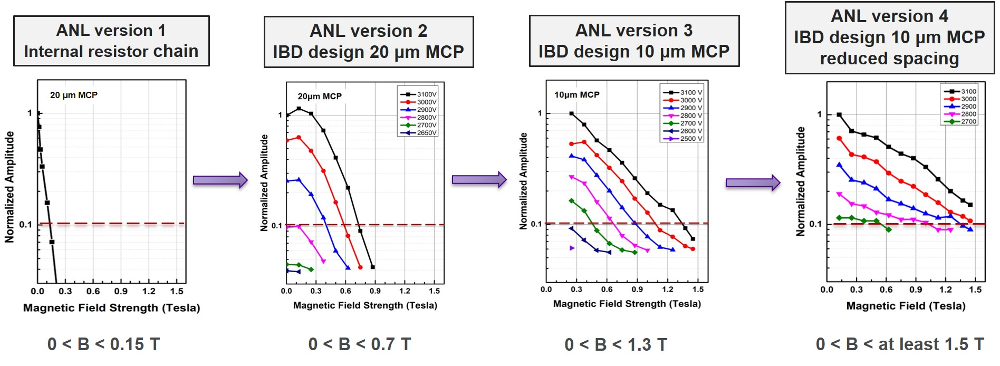 ANL version 1
Internal resistor chain
ANL version 2
IBD design 20 µm MCP
ANL version 3
IBD design 10 µm MCP
ANL version 4
IBD design 10 µm MCP
reduced spacing
20 µm MCP
1
0.1
Normalized Amplitude
0.0 0.3 0.6 0.9 1.2 1.5
Magnetic Field Strength (Tesla)
20µm MCP
3100V
3000V
2900V
2800V
2700V
2650V
1
0.1
Normalized Amplitude
0.0 0.3 0.6 0.9 1.2 1.5
Magnetic Field Strength (Tesla)
10µm MCP
3100 V
3000 V
2900 V
2800 V
2700 V
2600 V
2500 V
1
0.1
Normalized Amplitude
0.0 0.3 0.6 0.9 1.2 1.5
Magnetic Field Strength (Tesla)
3100
3000
2900
2800
2700
1
0.1
Normalized Amplitude
0.0 0.3 0.6 0.9 1.2 1.5
Magnetic Field (Tesla)
0 < B < 0.15 T
0 < B < 0.7 T
0 < B < 1.3 T
0 < B < at least 1.5 T